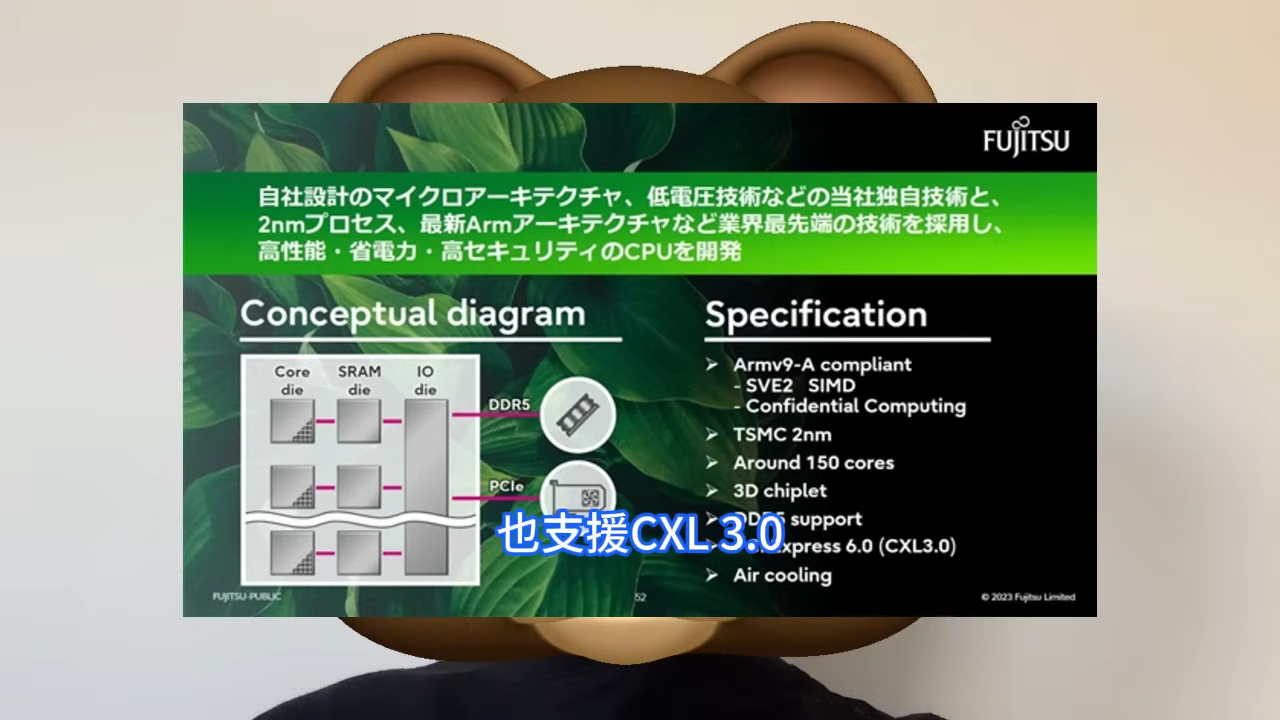 FUJITSU
自社設計のマイクロアーキテクチャ、低電圧技術などの当社独自技術と、
2nmプロセス、最新Armアーキテクチャなど業界最先端の技術を採用し、
高性能・省電力・高セキュリティのCPUを開発
Conceptual diagram
Core die
SRAM die
IO die
DDR5
PCIe
Specification
➢ Armv9-A compliant
- SVE2 SIMD
- Confidential Computing
➢ TSMC 2nm
➢ Around 150 cores
➢ 3D chiplet
➢ support
➢ 6.0 (CXL3.0)
➢ Air cooling
也支援CXL 3.0
FUJITSU-PUBLIC
52
© 2023 Fujitsu Limited